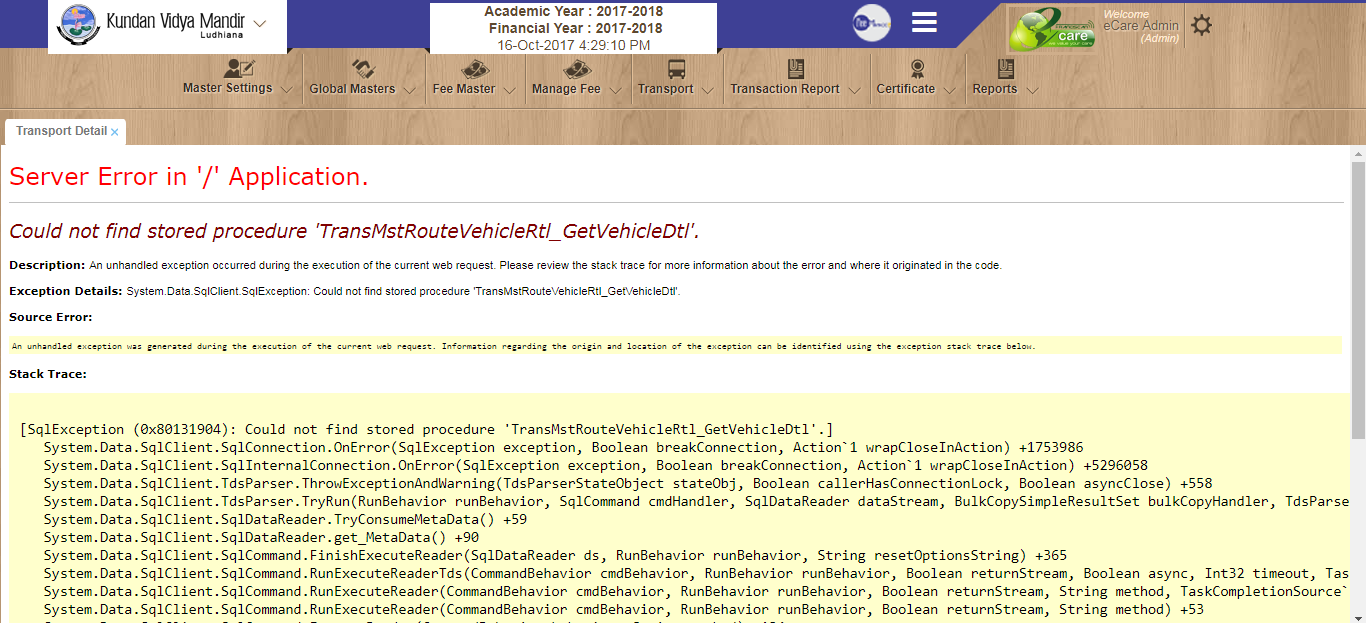 Kundan Vidya Mandir
Ludhiana
Academic Year : 2017-2018
Financial Year : 2017-2018
16-Oct-2017 4:29:10 PM
care
Welcome
eCare Admin
(Admin)
Master Settings
Global Masters
Fee Master
Manage Fee
Transport
Transaction Report
Certificate
Reports
Transport Detail ×
Server Error in '/' Application.
Could not find stored procedure 'TransMstRouteVehicleRtl_GetVehicleDtl'.
Description: An unhandled exception occurred during the execution of the current web request. Please review the stack trace for more information about the error and where it originated in the code.
Exception Details: System.Data.SqlClient.SqlException: Could not find stored procedure 'TransMstRouteVehicleRtl_GetVehicleDtl'.
Source Error:
An unhandled exception was generated during the execution of the current web request. Information regarding the origin and location of the exception can be identified using the exception stack trace below.
Stack Trace:
[SqlException (0x80131904): Could not find stored procedure 'TransMstRouteVehicleRtl_GetVehicleDtl'.]
System.Data.SqlClient.SqlConnection.OnError(SqlException exception, Boolean breakConnection, Action`1 wrapCloseInAction) +1753986
System.Data.SqlClient.SqlInternalConnection.OnError(SqlException exception, Boolean breakConnection, Action`1 wrapCloseInAction) +5296058
System.Data.SqlClient.TdsParser.ThrowExceptionAndWarning(TdsParserStateObject stateObj, Boolean callerHasConnectionLock, Boolean asyncClose) +558
System.Data.SqlClient.TdsParser.TryRun(RunBehavior runBehavior, SqlCommand cmdHandler, SqlDataReader dataStream, BulkCopySimpleResultSet bulkCopyHandler, TdsParse
System.Data.SqlClient.SqlDataReader.TryConsumeMetaData() +59
System.Data.SqlClient.SqlDataReader.get_MetaData() +90
System.Data.SqlClient.SqlCommand.FinishExecuteReader(SqlDataReader ds, RunBehavior runBehavior, String resetOptionsString) +365
System.Data.SqlClient.SqlCommand.RunExecuteReaderTds(CommandBehavior cmdBehavior, RunBehavior runBehavior, Boolean returnStream, Boolean async, Int32 timeout, Tas
System.Data.SqlClient.SqlCommand.RunExecuteReader(CommandBehavior cmdBehavior, RunBehavior runBehavior, Boolean returnStream, String method, TaskCompletionSource`
System.Data.SqlClient.SqlCommand.RunExecuteReader(CommandBehavior cmdBehavior, RunBehavior runBehavior, Boolean returnStream, String method) +53